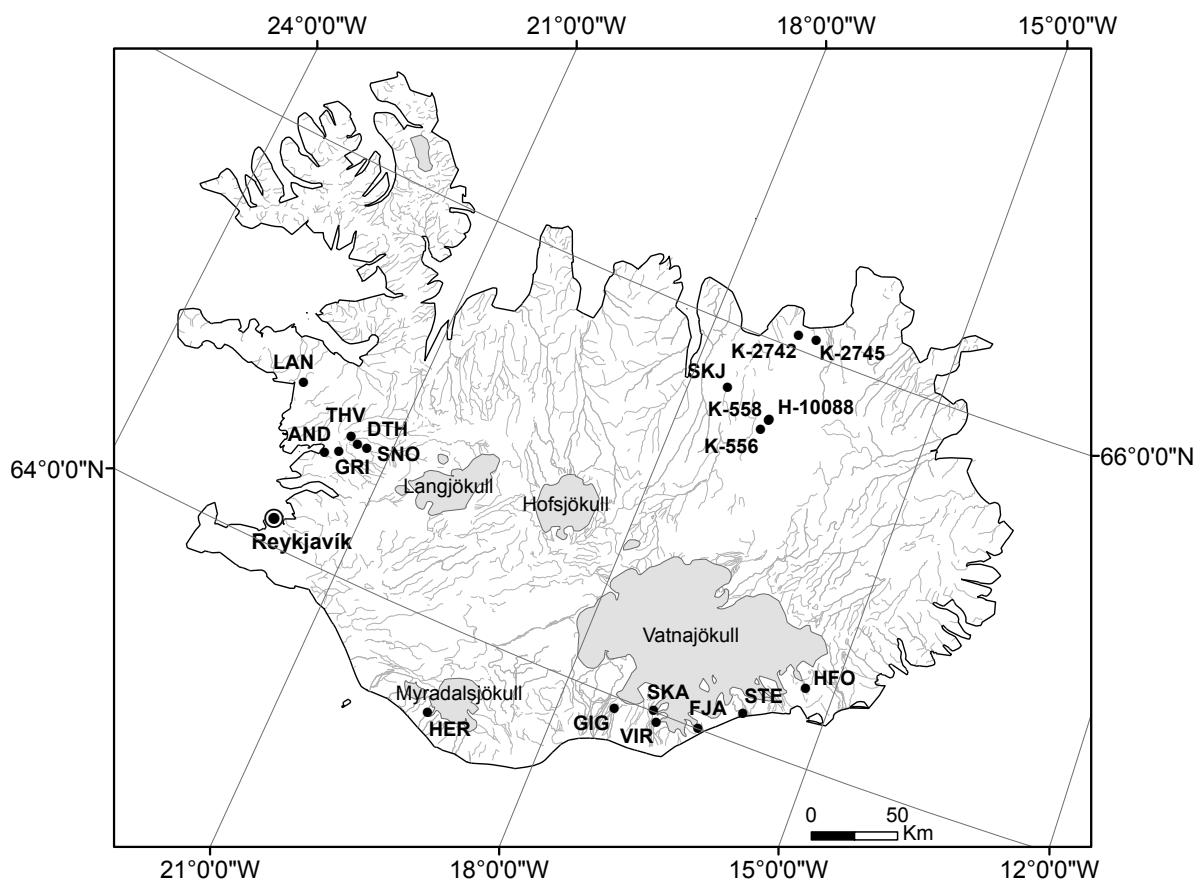 24°0'0"W
21°0'0"W
18°0'0"W
15°0'0"W
K-2742
K-2745
LAN
SKJ
K-558
H-10088
THV
AND
DTH
K-556
SNO
GRI
64°0'0"N
66°0'0"N
Langjökull
Hofsjökull
Reykjavík
Vatnajökull
HFO
Myradalsjökull
SKA
STE
FJA
GIG
VIR
HER
0 50
Km
21°0'0"W
18°0'0"W
15°0'0"W
12°0'0"W